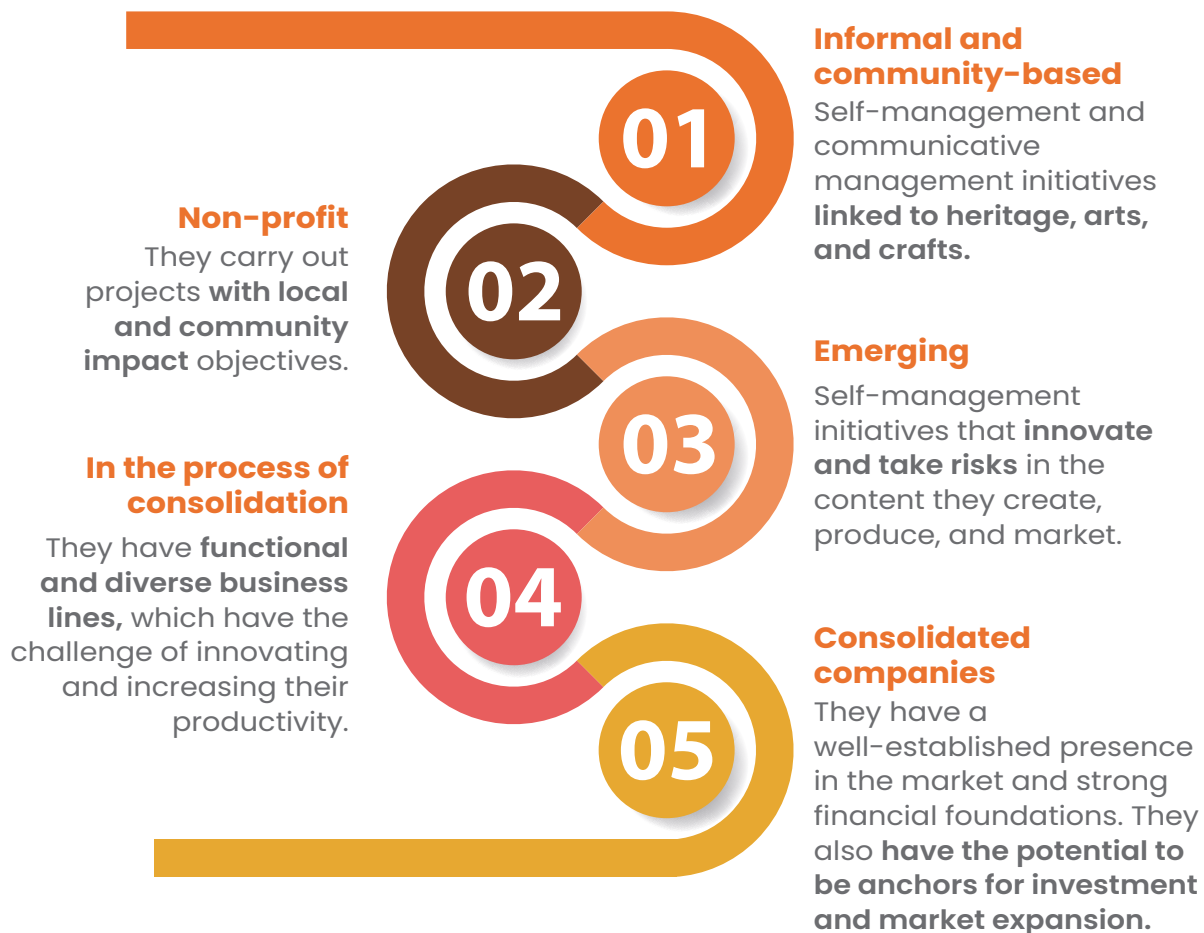 01
Informal and
community-based
Self-management and
communicative
management initiatives
linked to heritage, arts,
and crafts.
02
Non-profit
They carry out
projects with local
and community
impact objectives.
03
Emerging
Self-management
initiatives that innovate
and take risks in the
content they create,
produce, and market.
04
In the process of
consolidation
They have functional
and diverse business
lines, which have the
challenge of innovating
and increasing their
productivity.
05
Consolidated
companies
They have a
well-established presence
in the market and strong
financial foundations. They
also have the potential to
be anchors for investment
and market expansion.